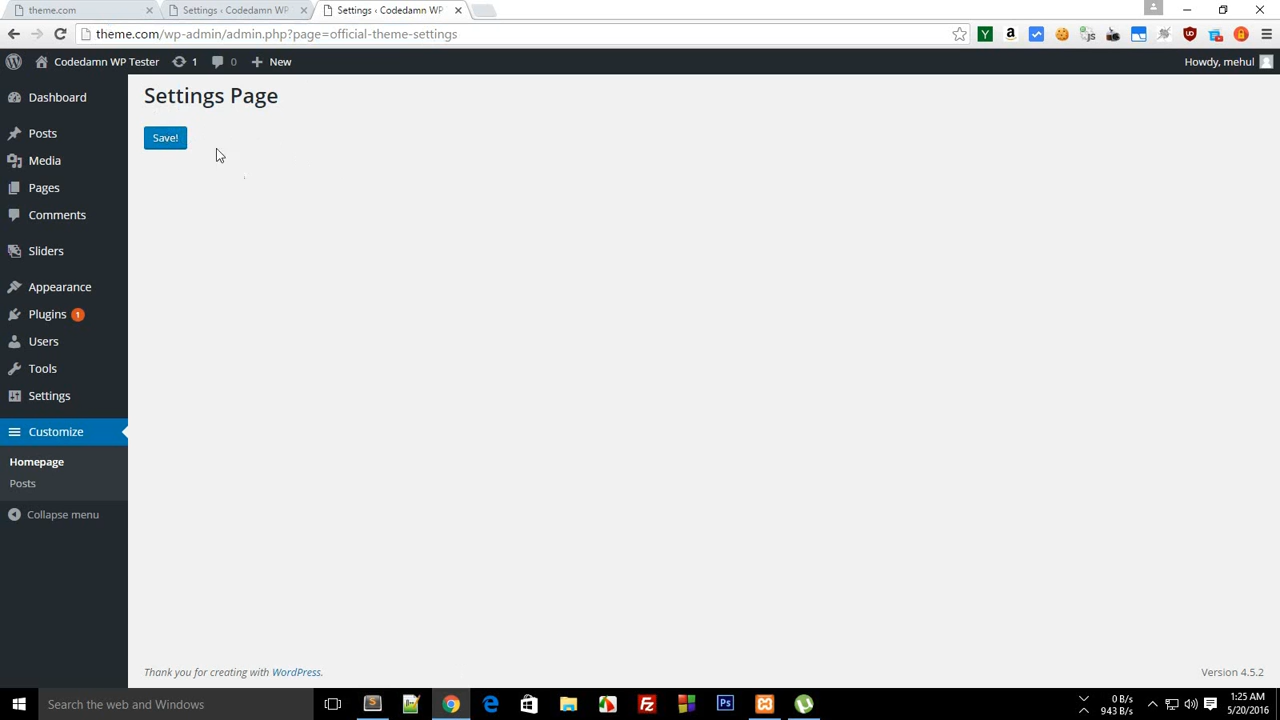 theme.com
Settings ‹ Codedamn WP
Settings ‹ Codedamn WP
theme.com/wp-admin/admin.php?page=official-theme-settings
Codedamn WP Tester
1
0
New
Howdy, mehul
Dashboard
Posts
Media
Pages
Comments
Sliders
Appearance
Plugins 1
Users
Tools
Settings
Customize
Homepage
Posts
Collapse menu
Settings Page
Save!
Thank you for creating with WordPress.
Version 4.5.2
Search the web and Windows
0 B/s
943 B/s
1:25 AM
5/20/2016